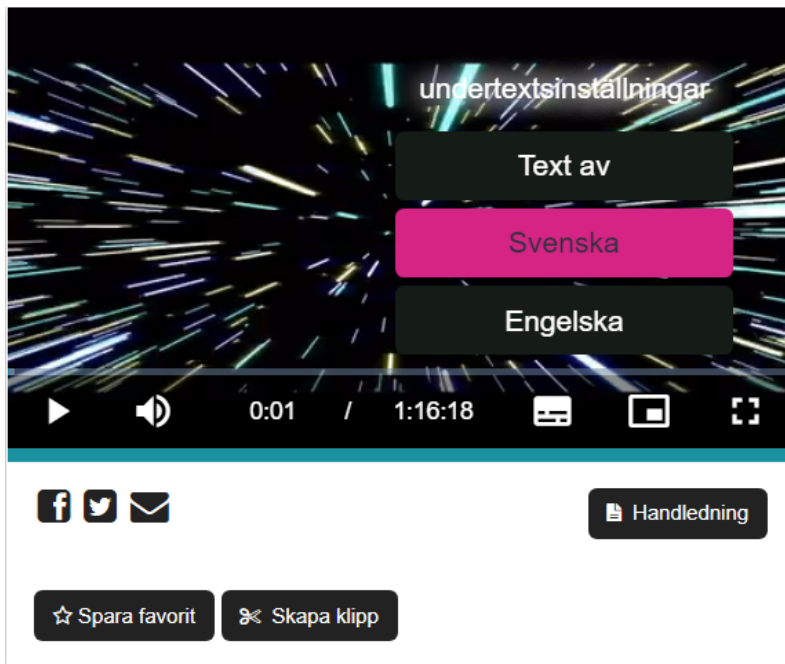 undertextsinställningar
Text av
Svenska
Engelska
0:01 / 1:16:18
Handledning
Spara favorit Skapa klipp